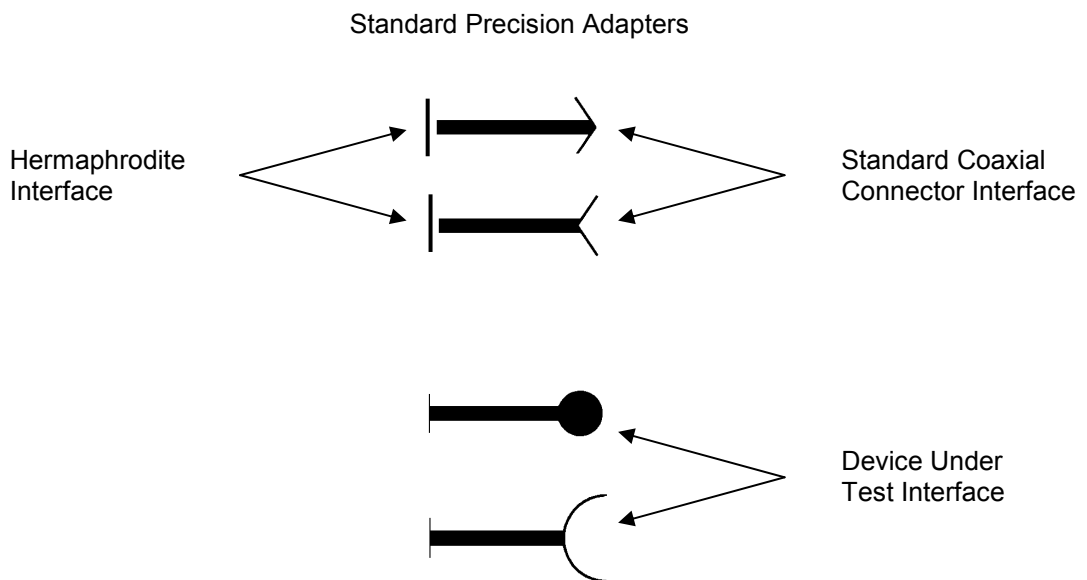 Standard Precision Adapters
Hermaphrodite
Interface
Standard Coaxial
Connector Interface
Device Under
Test Interface